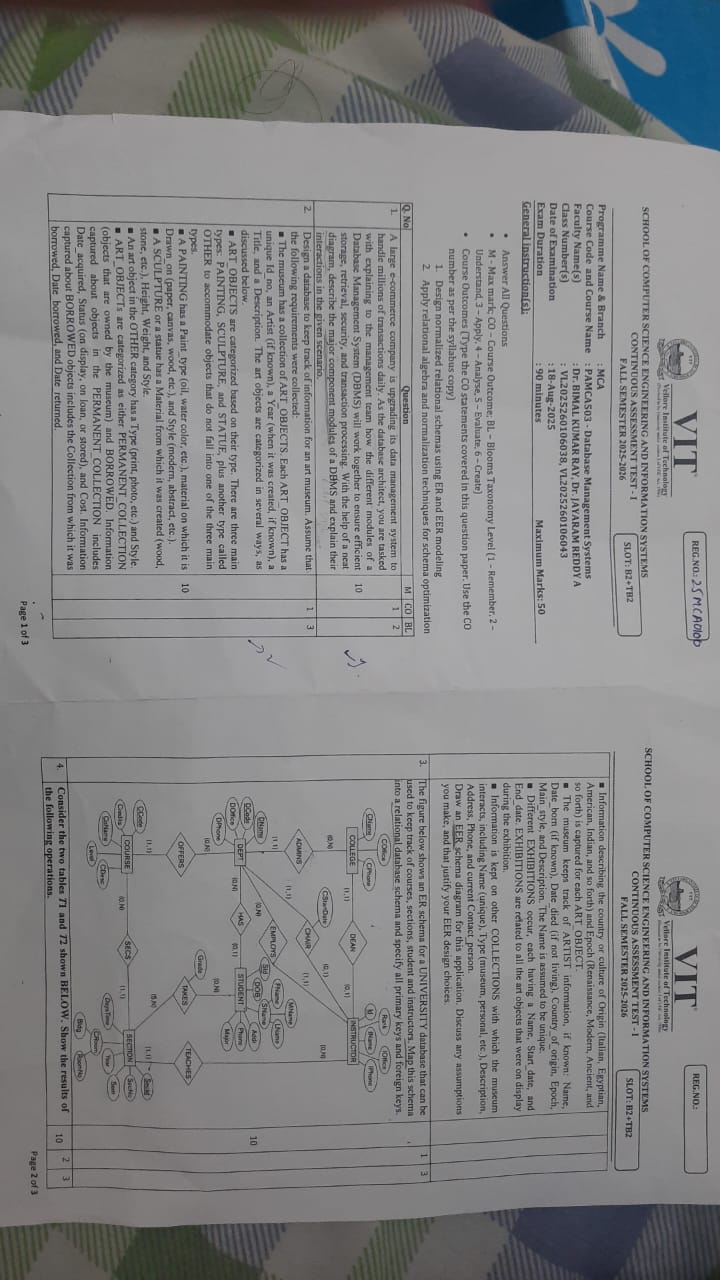 REG.NO.: 25MCA0100
VIT
Vellore Institute of Technology
SCHOOL OF COMPUTER SCIENCE ENGINEERING AND INFORMATION SYSTEMS
CONTINUOUS ASSESSMENT TEST - I
FALL SEMESTER 2025-2026
SLOT: B2+TB2
Programme Name & Branch : MCA
Course Code and Course Name : PAMCA503 - Database Management Systems
Faculty Name(s) : Dr BIMAL KUMAR RAY, Dr JAYARAM REDDY A
Class Number(s) : VL2025260106038, VL2025260106043
Date of Examination : 18-Aug-2025
Exam Duration : 90 minutes Maximum Marks: 50
General instruction(s):
• Answer All Questions
• M - Max mark; CO - Course Outcome; BL - Blooms Taxonomy Level (1 - Remember, 2 -
Understand, 3 - Apply, 4 - Analyse, 5 - Evaluate, 6 - Create)
• Course Outcomes (Type the CO statements covered in this question paper. Use the CO
number as per the syllabus copy)
1. Design normalized relational schemas using ER and EER modeling
2. Apply relational algebra and normalization techniques for schema optimization
Q. No Question M CO BL
1. A large e-commerce company is upgrading its data management system to
handle millions of transactions daily. As the database architect, you are tasked
with explaining to the management team how the different modules of a
Database Management System (DBMS) will work together to ensure efficient
storage, retrieval, security, and transaction processing. With the help of a neat
diagram, describe the major component modules of a DBMS and explain their
interactions in the given scenario.
10 1 2
2. Design a database to keep track of information for an art museum. Assume that
the following requirements were collected:
■ The museum has a collection of ART OBJECTS. Each ART OBJECT has a
unique Id no, an Artist (if known), a Year (when it was created, if known), a
Title, and a Description. The art objects are categorized in several ways, as
discussed below.
■ ART OBJECTS are categorized based on their type. There are three main
types: PAINTING, SCULPTURE, and STATUE, plus another type called
OTHER to accommodate objects that do not fall into one of the three main
types.
■ A PAINTING has a Paint_type (oil, water color, etc.), material on which it is
Drawn_on (paper, canvas, wood, etc.), and Style (modern, abstract, etc.).
■ A SCULPTURE or a statue has a Material from which it was created (wood,
stone, etc.), Height, Weight, and Style.
■ An art object in the OTHER category has a Type (print, photo, etc.) and Style.
■ ART OBJECTs are categorized as either PERMANENT_COLLECTION
(objects that are owned by the museum) and BORROWED. Information
captured about objects in the PERMANENT_COLLECTION includes
Date_acquired, Status (on display, on loan, or stored), and Cost. Information
captured about BORROWED objects includes the Collection from which it was
borrowed, Date_borrowed, and Date_returned.
10 1 3
Page 1 of 3
REG.NO.:
VIT
Vellore Institute of Technology
SCHOOL OF COMPUTER SCIENCE ENGINEERING AND INFORMATION SYSTEMS
CONTINUOUS ASSESSMENT TEST - I
FALL SEMESTER 2025-2026
SLOT: B2+TB2
■ Information describing the country or culture of Origin (Italian, Egyptian,
American, Indian, and so forth) and Epoch (Renaissance, Modern, Ancient, and
so forth) is captured for each ART_OBJECT.
■ The museum keeps track of ARTIST information, if known: Name,
Date_born (if known), Date_died (if not living), Country_of_origin, Epoch,
Main_style, and Description. The Name is assumed to be unique.
■ Different EXHIBITIONS occur, each having a Name, Start_date, and
End_date. EXHIBITIONS are related to all the art objects that were on display
during the exhibition.
■ Information is kept on other COLLECTIONS with which the museum
interacts, including Name (unique), Type (museum, personal, etc.), Description,
Address, Phone, and current Contact_person.
Draw an EER schema diagram for this application. Discuss any assumptions
you make, and that justify your EER design choices.
3. The figure below shows an ER schema for a UNIVERSITY database that can be
used to keep track of courses, sections, student and instructors. Map this schema
into a relational database schema and specify all primary keys and foreign keys.
10 1 3
COffice
CName CPhone
COLLEGE (1,1) DEAN (0,1) INSTRUCTOR
Id Rank IName IOffice IPhone
(0,N) ADMINS (1,1)
CStartDate (0,1) CHAIR (1,1)
(0,N) EMPLOYS
DName DCode DOffice DPhone
DEPT (0,N) HAS (0,1) STUDENT
SId DOB FName MName LName SName Addr Phone Major
(0,N) OFFERS (1,1)
(0,N) TAKES Grade (5,N)
TEACHES (1,1)
CCode Credits CoName Level CDesc
COURSE (0,N) SECS (1,1) SECTION
SecId SecNo Sem Year CRoom DaysTime Bldg RoomNo
4. Consider the two tables T1 and T2 shown BELOW. Show the results of
the following operations.
10 2 3
Page 2 of 3